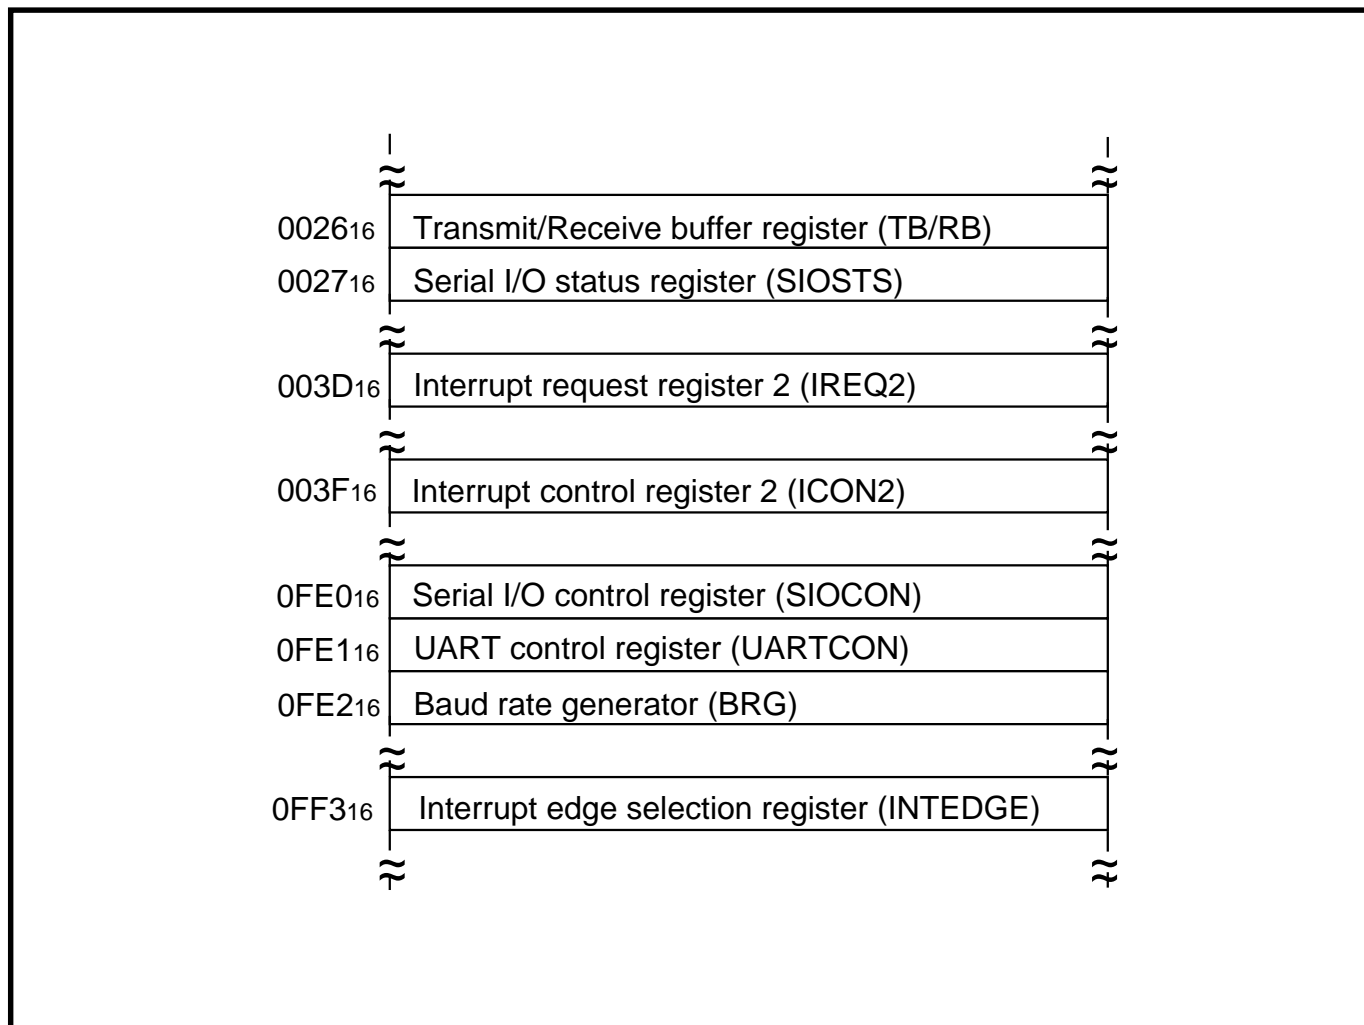 0026₁₆ Transmit/Receive buffer register (TB/RB)
0027₁₆ Serial I/O status register (SIOSTS)
003D₁₆ Interrupt request register 2 (IREQ2)
003F₁₆ Interrupt control register 2 (ICON2)
0FE0₁₆ Serial I/O control register (SIOCON)
0FE1₁₆ UART control register (UARTCON)
0FE2₁₆ Baud rate generator (BRG)
0FF3₁₆ Interrupt edge selection register (INTEDGE)